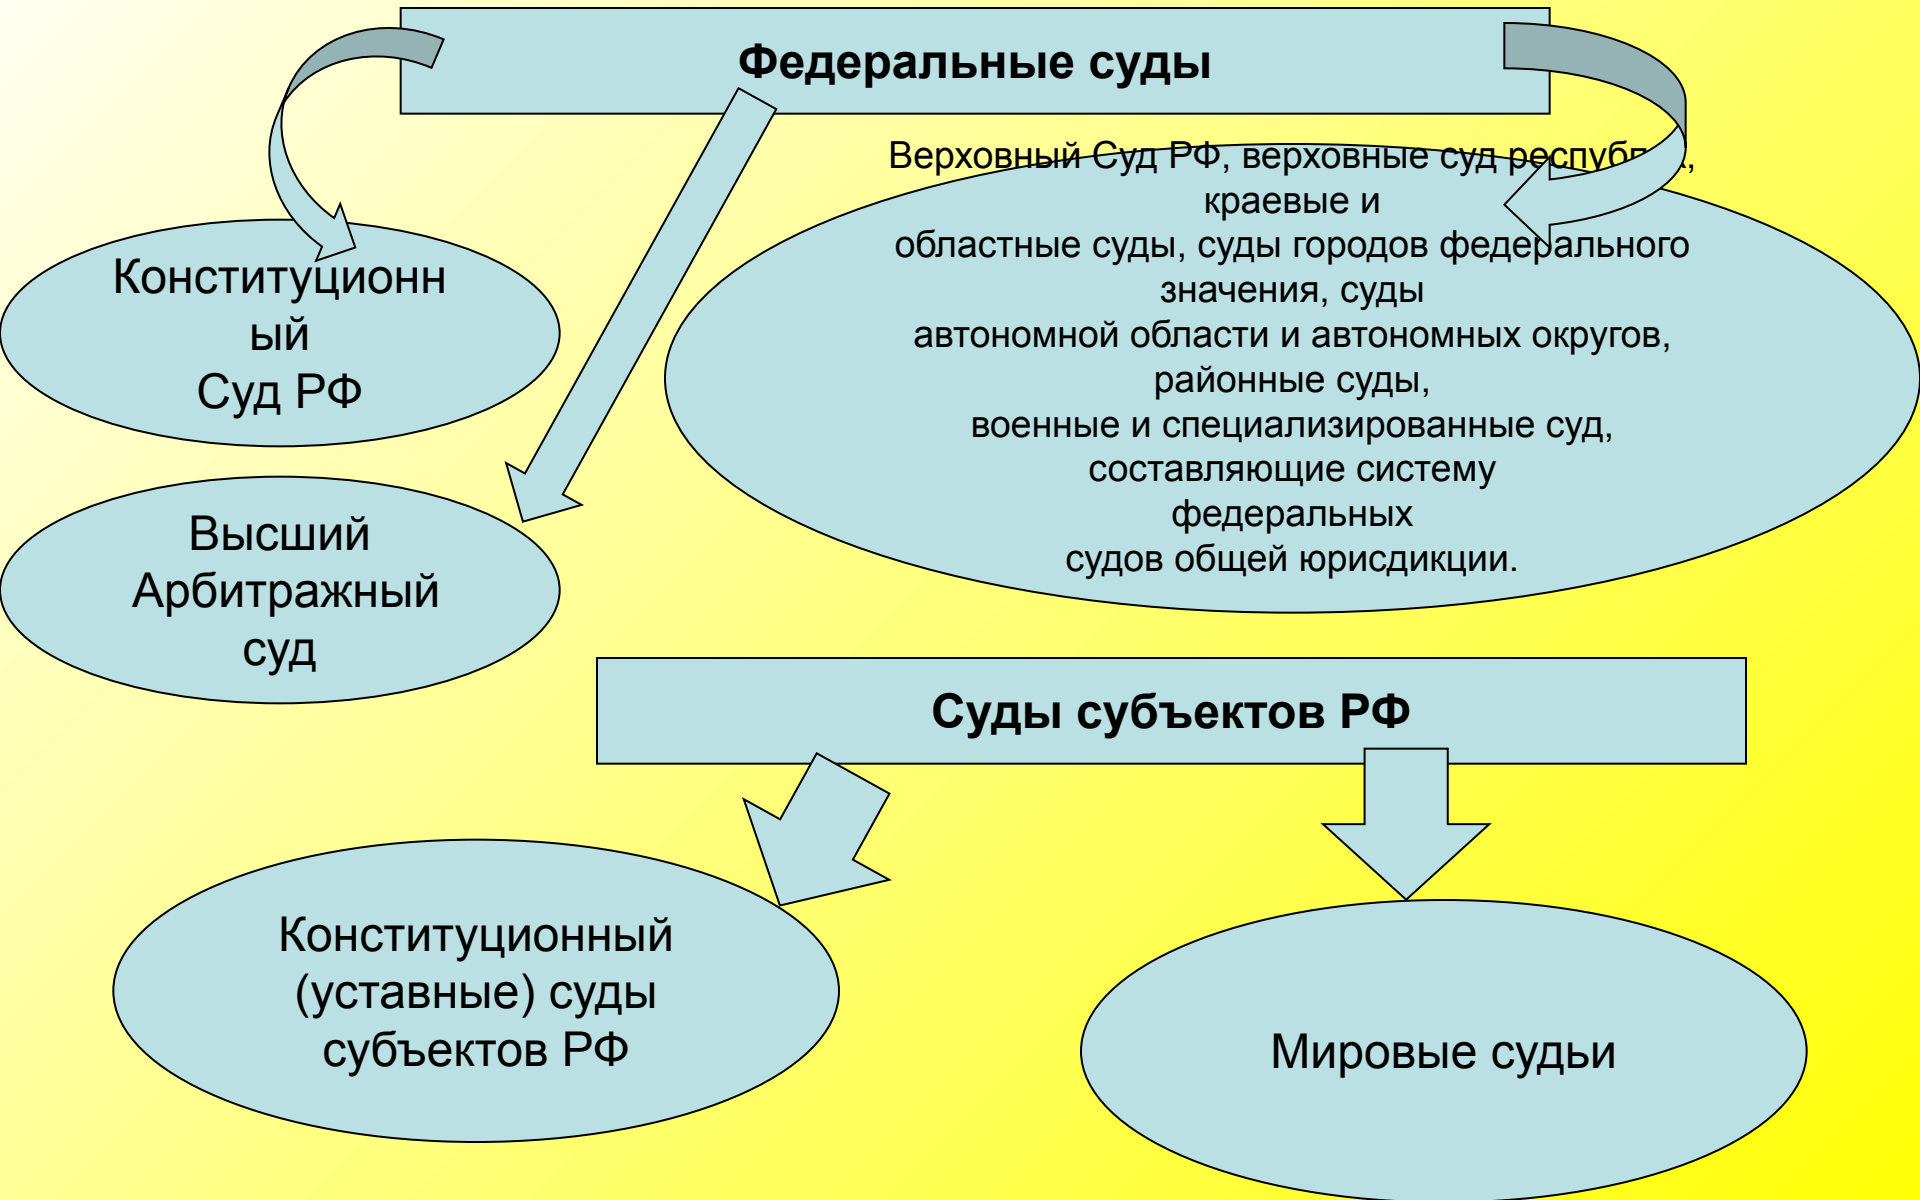 Федеральные суды
Конституционн
ый
Суд РФ
Высший
Арбитражный
суд
Верховный Суд РФ, верховные суд
краевые и
областные суды, суды городов федерального
значения, суды
автономной области и автономных округов,
районные суды,
военные и специализированные суд,
составляющие систему
федеральных
судов общей юрисдикции.
Суды субъектов РФ
Конституционный
(уставные) суды
субъектов РФ
Мировые судьи